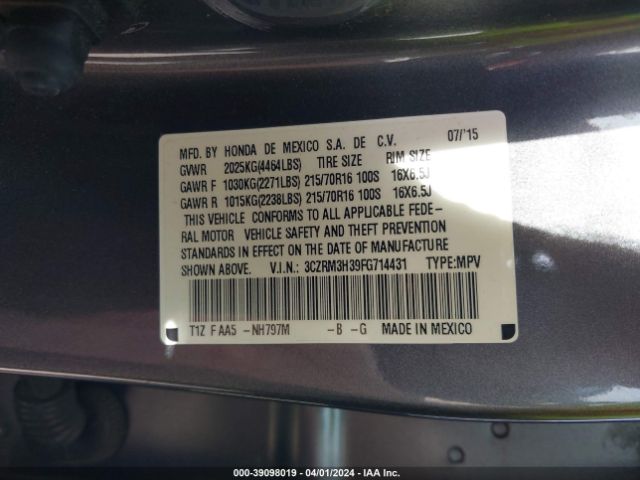 MFD. BY HONDA DE MEXICO S.A. DE C.V. 07/'15
GVWR 2025KG(4464LBS) TIRE SIZE RIM SIZE
GAWR F 1030KG(2271LBS) 215/70R16 100S 16X6.5J
GAWR R 1015KG(2238LBS) 215/70R16 100S 16X6.5J
THIS VEHICLE CONFORMS TO ALL APPLICABLE FEDE-
RAL MOTOR VEHICLE SAFETY AND THEFT PREVENTION
STANDARDS IN EFFECT ON THE DATE OF MANUFACTURE
SHOWN ABOVE. V.I.N.: 3CZRM3H39FG714431 TYPE:MPV
T1Z F AA5 -NH797M -B -G MADE IN MEXICO
000-39098019 - 04/01/2024 - IAA Inc.